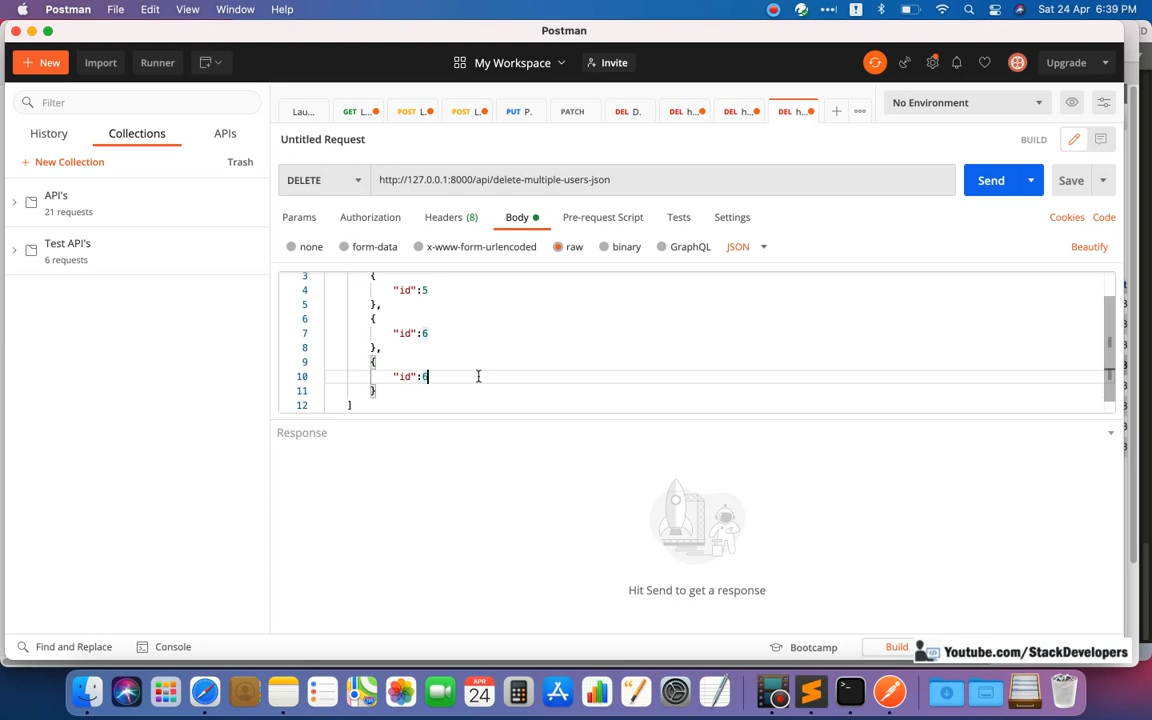 Postman File Edit View Window Help Sat 24 Apr 6:39 PM
Postman
+ New Import Runner My Workspace Invite Upgrade
Filter
History Collections APIs
+ New Collection Trash
API's
21 requests
Test API's
6 requests
Lau... GET L... POST L... POST L... PUT P. PATCH DEL D. DEL h... DEL h... DEL h... + No Environment
Untitled Request BUILD
DELETE http://127.0.0.1:8000/api/delete-multiple-users-json Send Save
Params Authorization Headers (8) Body Pre-request Script Tests Settings Cookies Code
none form-data x-www-form-urlencoded raw binary GraphQL JSON Beautify
3 {
4 "id":5
5 },
6 {
7 "id":6
8 },
9 {
10 "id":6
11 }
12 ]
Response
Hit Send to get a response
Find and Replace Console Bootcamp Build
Youtube.com/StackDevelopers
APR
24